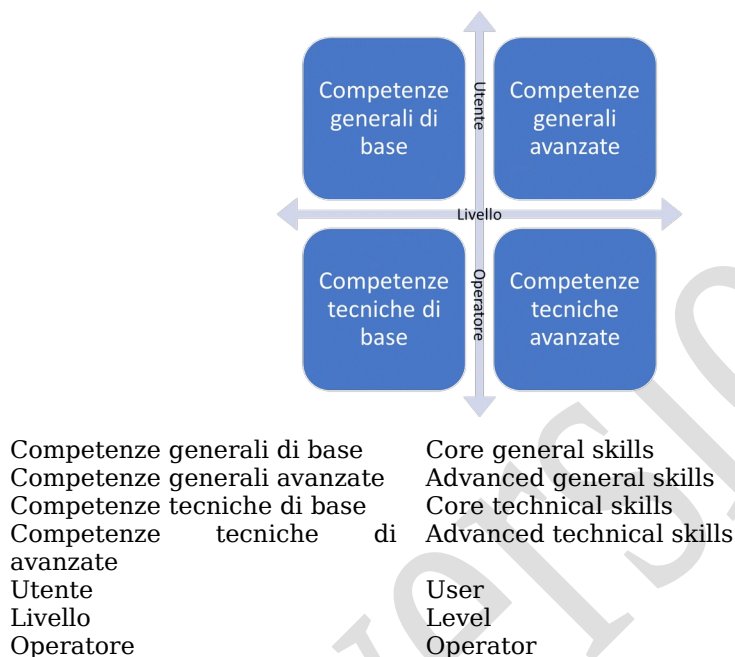 Competenze
generali di
base
Utente
Competenze
generali
avanzate
Livello
Competenze
tecniche di
base
Operatore
Competenze
tecniche
avanzate
Competenze generali di base Core general skills
Competenze generali avanzate Advanced general skills
Competenze tecniche di base Core technical skills
Competenze tecniche di Advanced technical skills
avanzate
Utente User
Livello Level
Operatore Operator